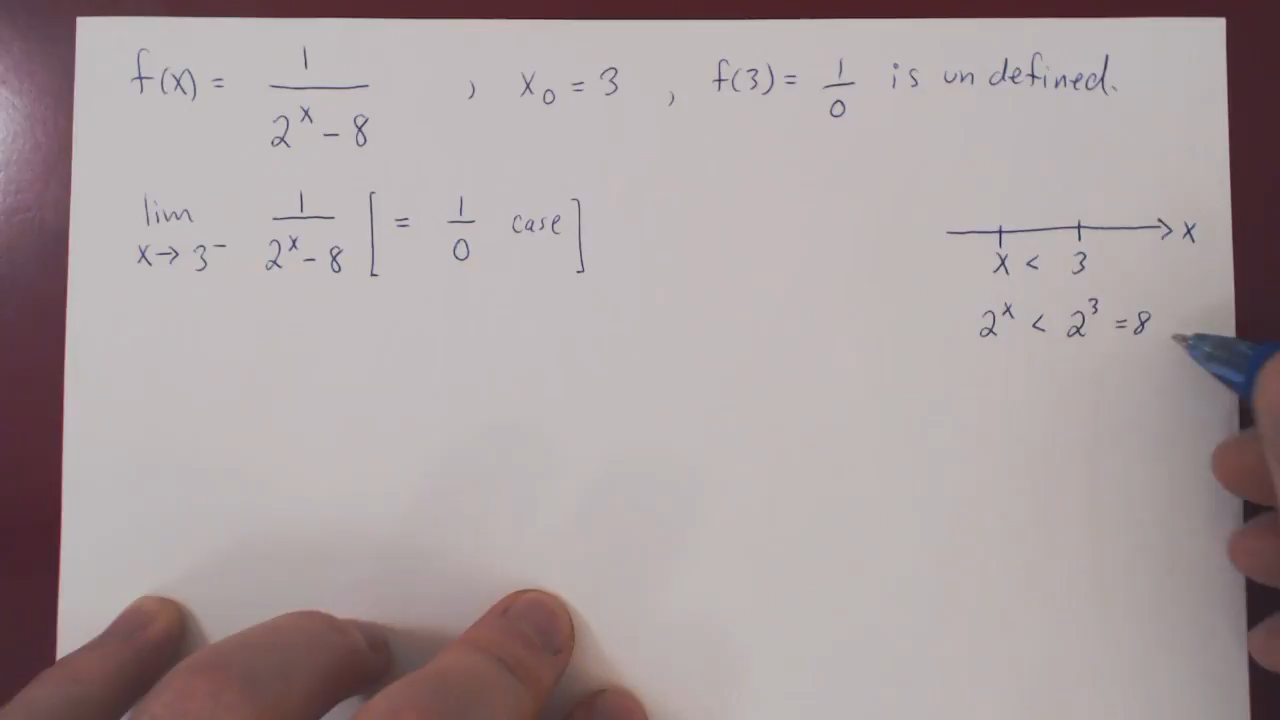 f(x) = 1/(2^x - 8) , x₀ = 3 , f(3) = 1/0 is undefined.
lim x→3⁻ 1/(2^x - 8) [ = 1/0 case ]
x
x < 3
2^x < 2^3 = 8